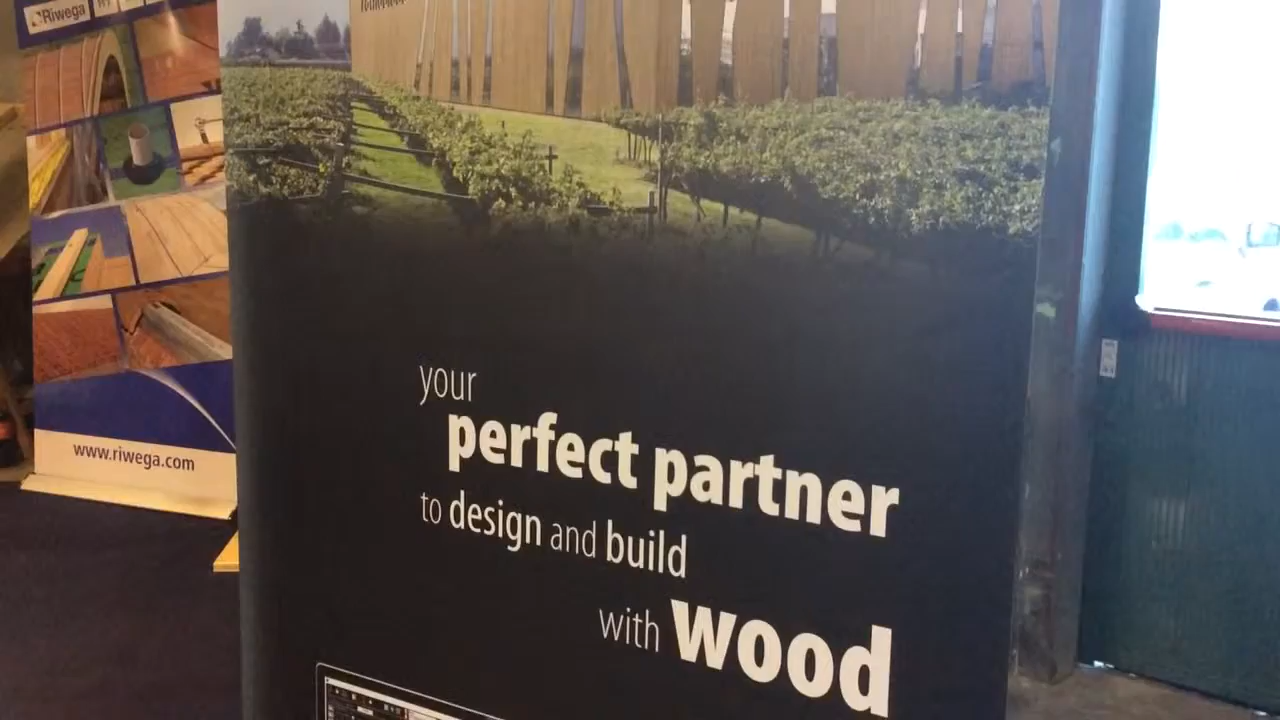 Riwega
www.riwega.com
your
perfect partner
to design and build
with wood